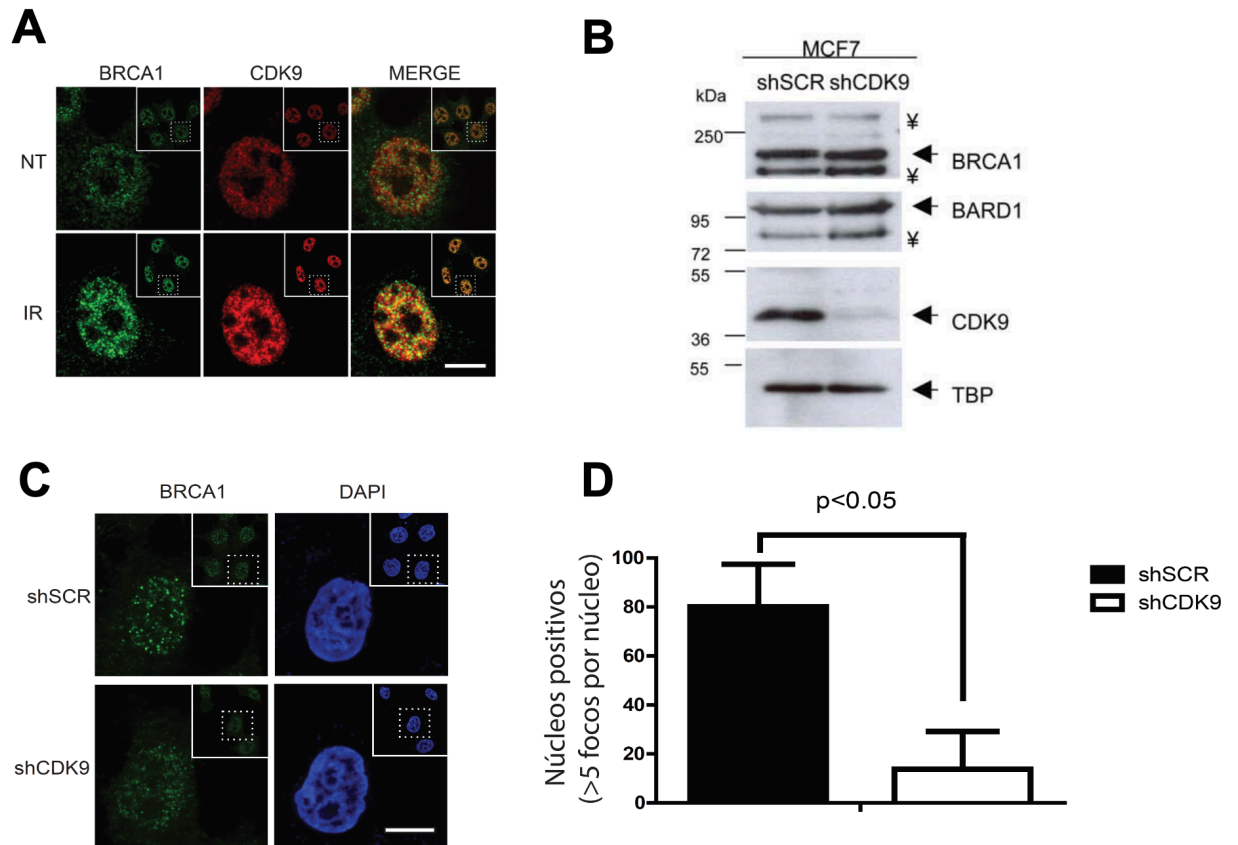 A
BRCA1 CDK9 MERGE
NT
IR
B
MCF7
shSCR shCDK9
kDa
250
¥
BRCA1
¥
95
BARD1
¥
72
55
CDK9
36
55
TBP
C
BRCA1 DAPI
shSCR
shCDK9
D
p<0.05
Núcleos positivos
(>5 focos por núcleo)
100
80
60
40
20
0
shSCR
shCDK9